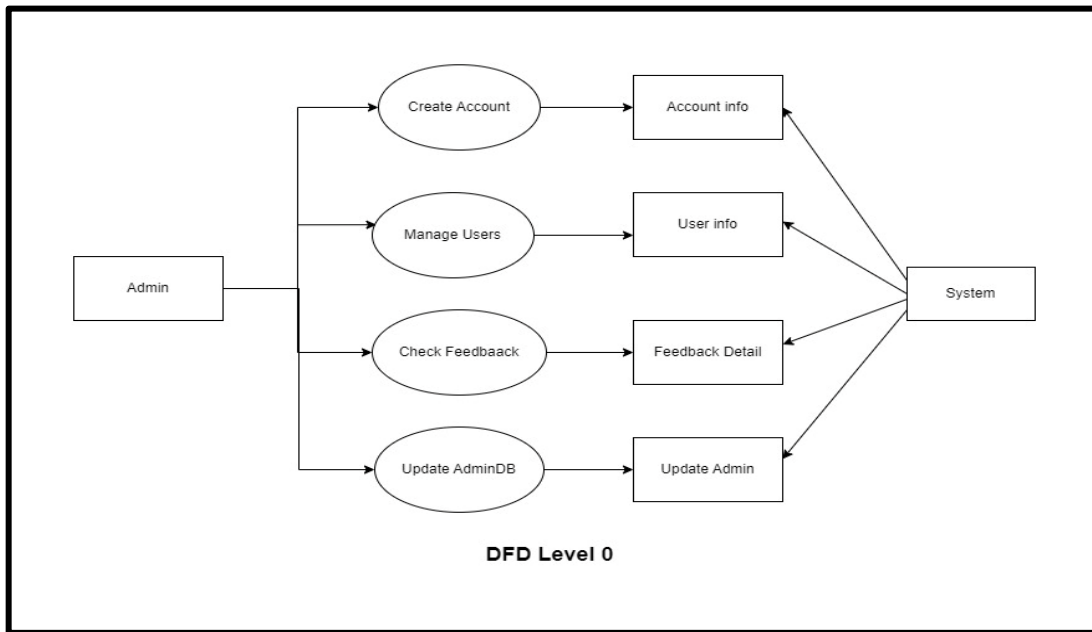 Create Account
Account info
Manage Users
User info
Admin
System
Check Feedbaack
Feedback Detail
Update AdminDB
Update Admin
DFD Level 0